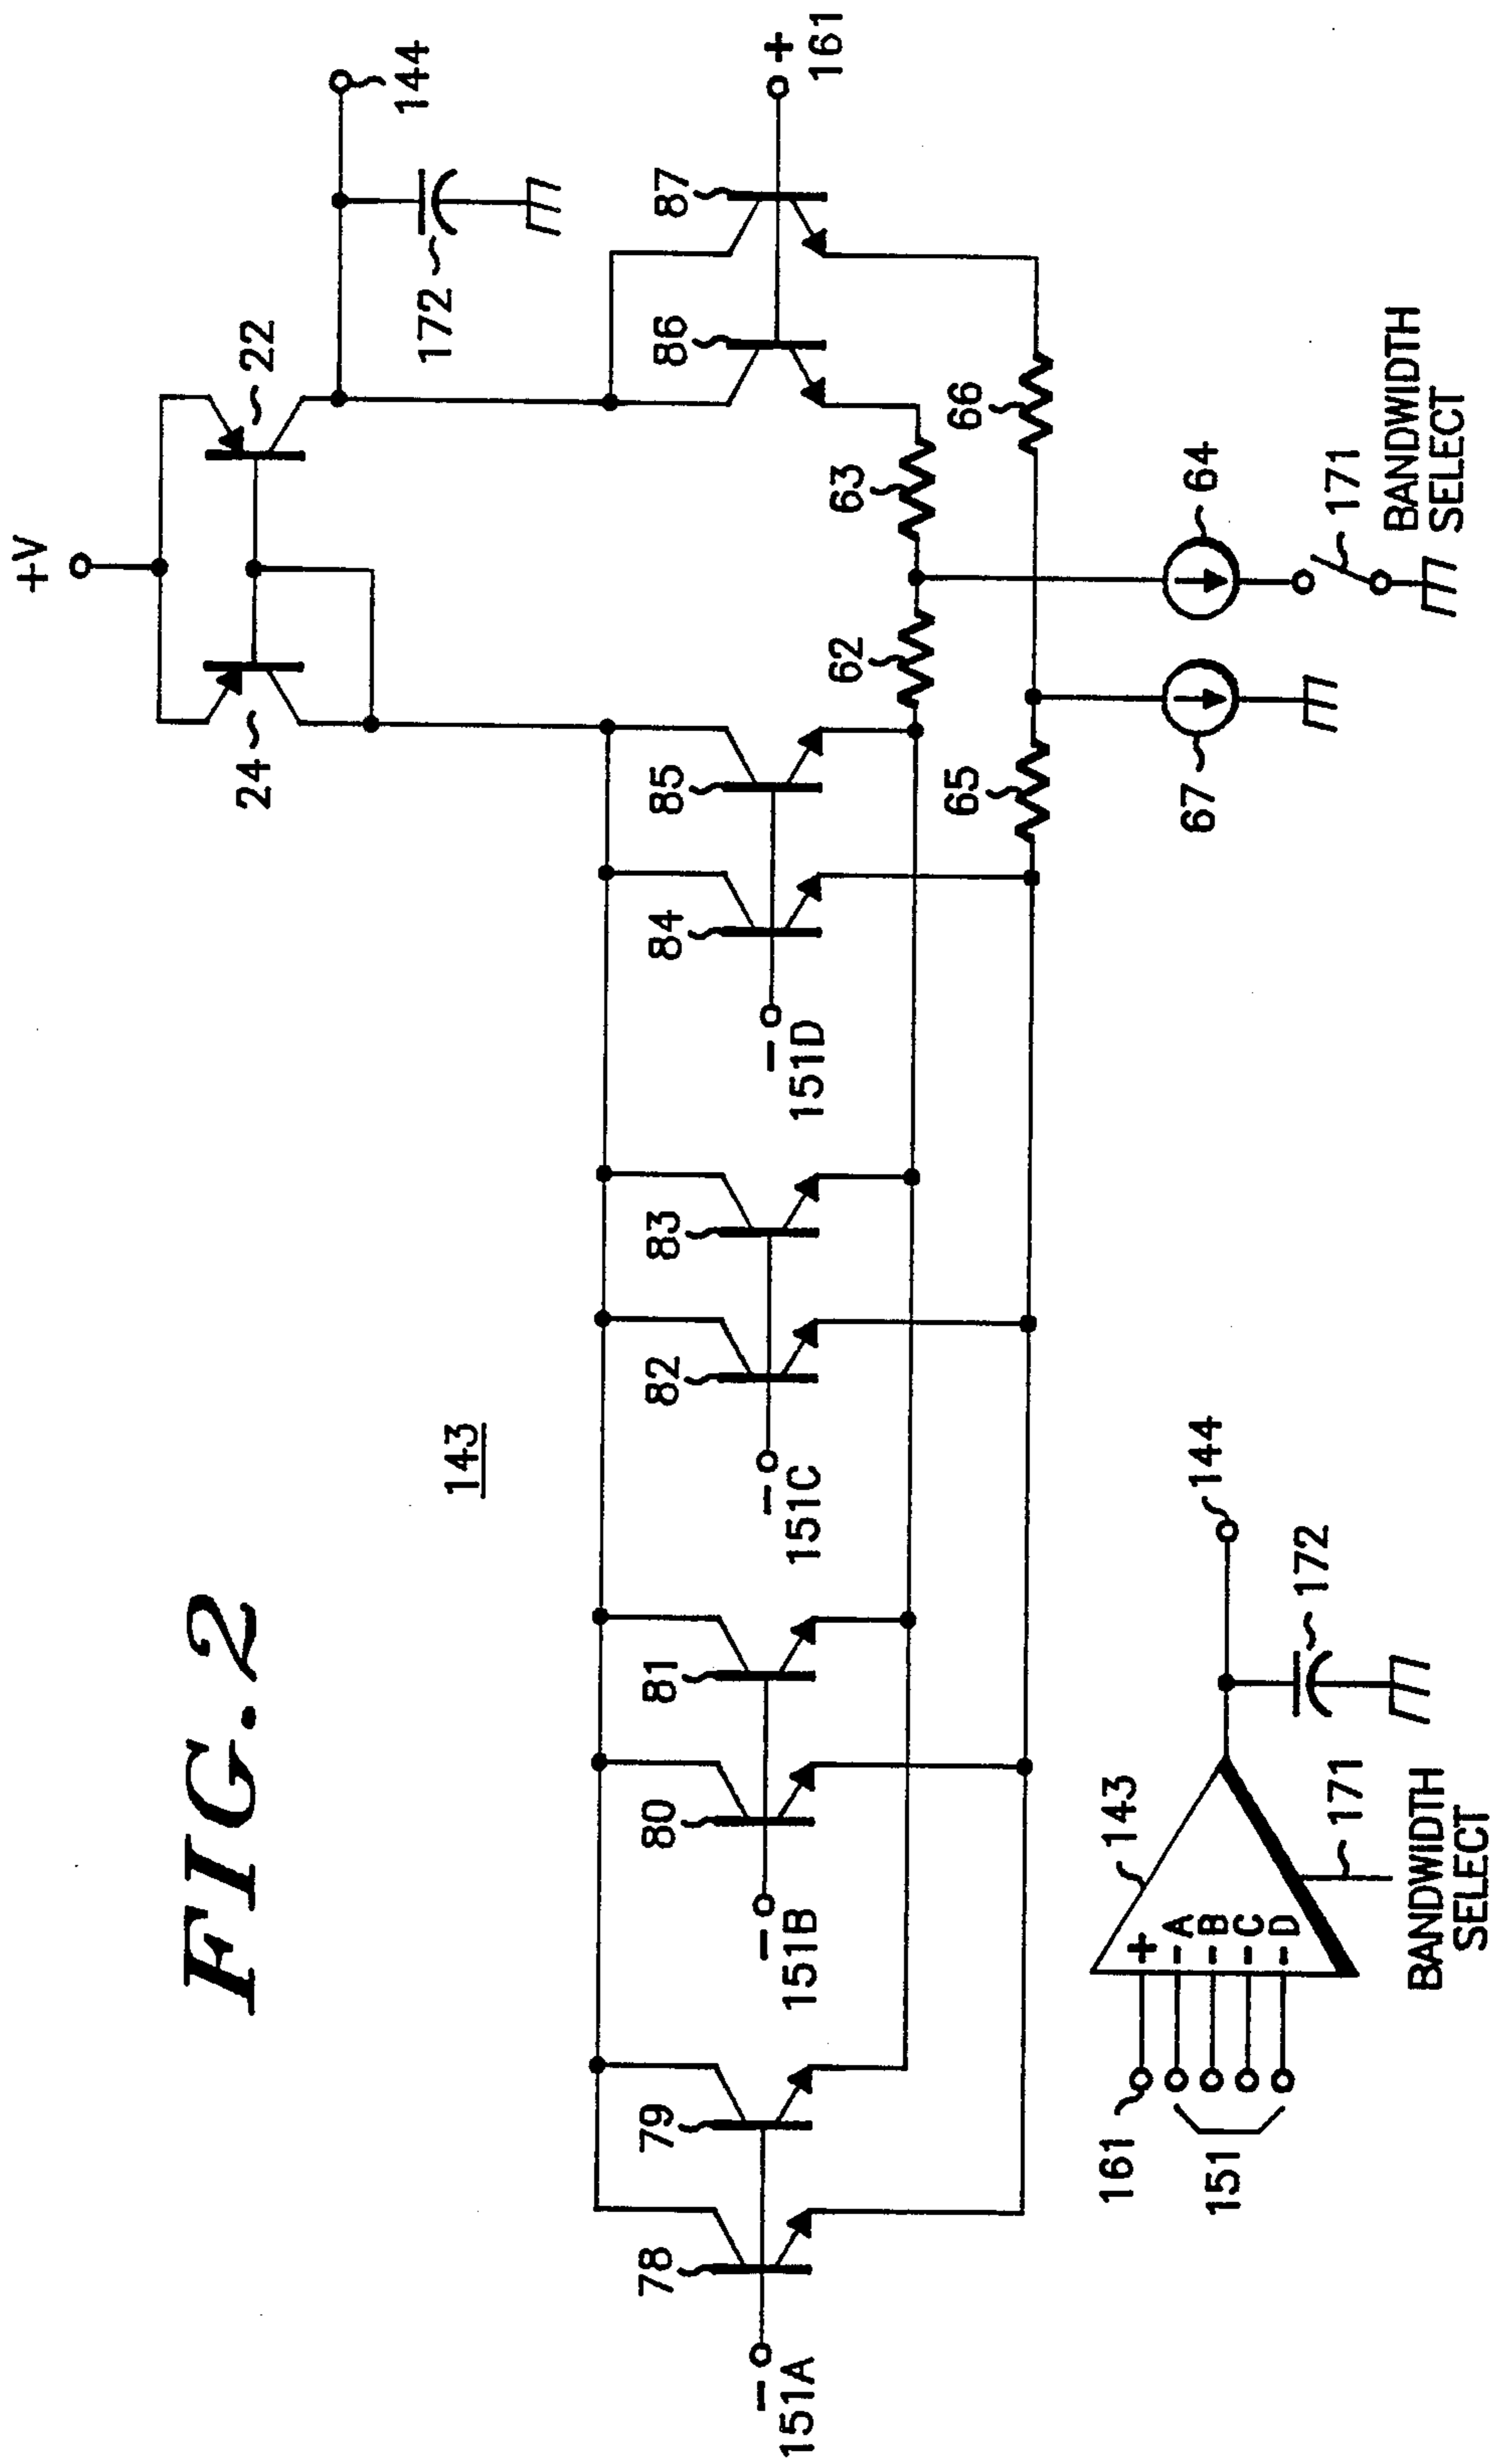 FIG.2
143
+V
24
22
144
172
151A
78
79
151B
80
81
151C
82
83
151D
84
85
86
87
+
161
62
63
65
66
67
64
171
BANDWIDTH
SELECT
161
151
+
-A
-B
-C
-D
143
144
172
171
BANDWIDTH
SELECT